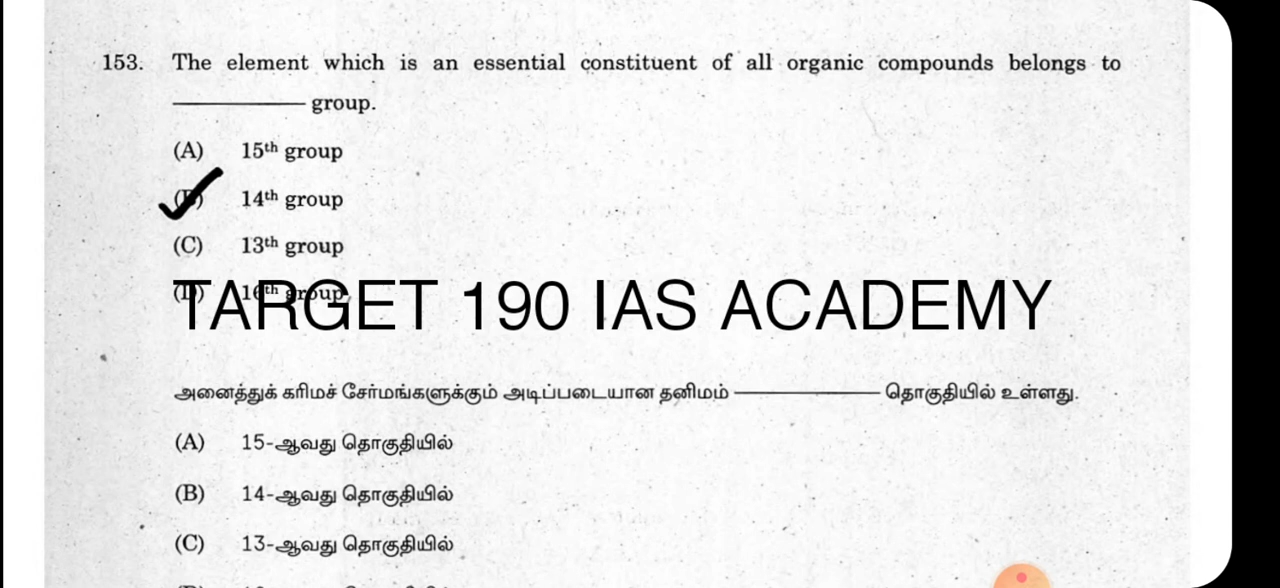 153. The element which is an essential constituent of all organic compounds belongs to
——— group.
(A) 15th group
(B) 14th group
(C) 13th group
(D) 16th group
TARGET 190 IAS ACADEMY
அனைத்துக் கரிமச் சேர்மங்களுக்கும் அடிப்படையான தனிமம் ——— தொகுதியில் உள்ளது.
(A) 15-ஆவது தொகுதியில்
(B) 14-ஆவது தொகுதியில்
(C) 13-ஆவது தொகுதியில்